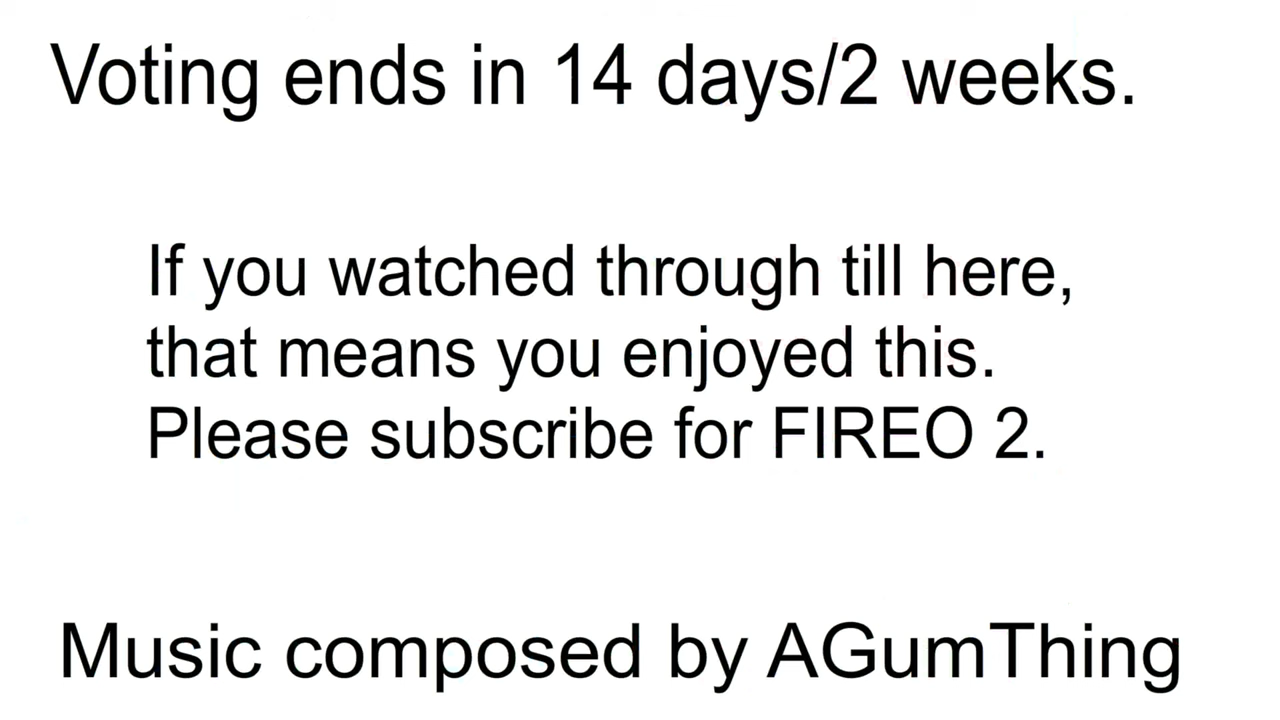 Voting ends in 14 days/2 weeks.
If you watched through till here,
that means you enjoyed this.
Please subscribe for FIREO 2.
Music composed by AGumThing